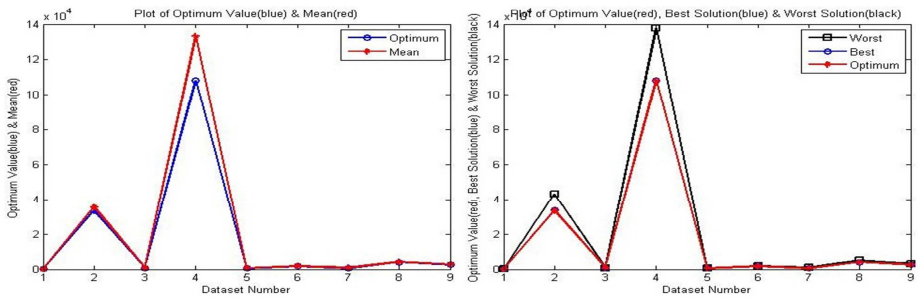 Plot of Optimum Value(blue) & Mean(red)
x 10^4
14
12
10
8
6
4
2
0
Optimum Value(blue) & Mean(red)
Optimum
Mean
1 2 3 4 5 6 7 8 9
Dataset Number
Plot of Optimum Value(red), Best Solution(blue) & Worst Solution(black)
x 10^4
14
12
10
8
6
4
2
0
Optimum Value(red, Best Solution(blue) & Worst Solution(black)
Worst
Best
Optimum
1 2 3 4 5 6 7 8 9
Dataset Number